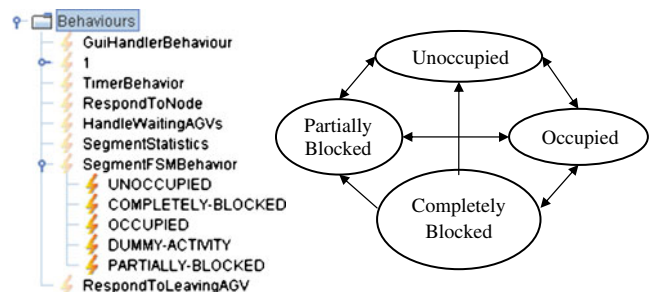 Behaviours
GuiHandlerBehaviour
1
TimerBehavior
RespondToNode
HandleWaitingAGVs
SegmentStatistics
SegmentFSMBehavior
UNOCCUPIED
COMPLETELY-BLOCKED
OCCUPIED
DUMMY-ACTIVITY
PARTIALLY-BLOCKED
RespondToLeavingAGV
Unoccupied
Partially
Blocked
Occupied
Completely
Blocked